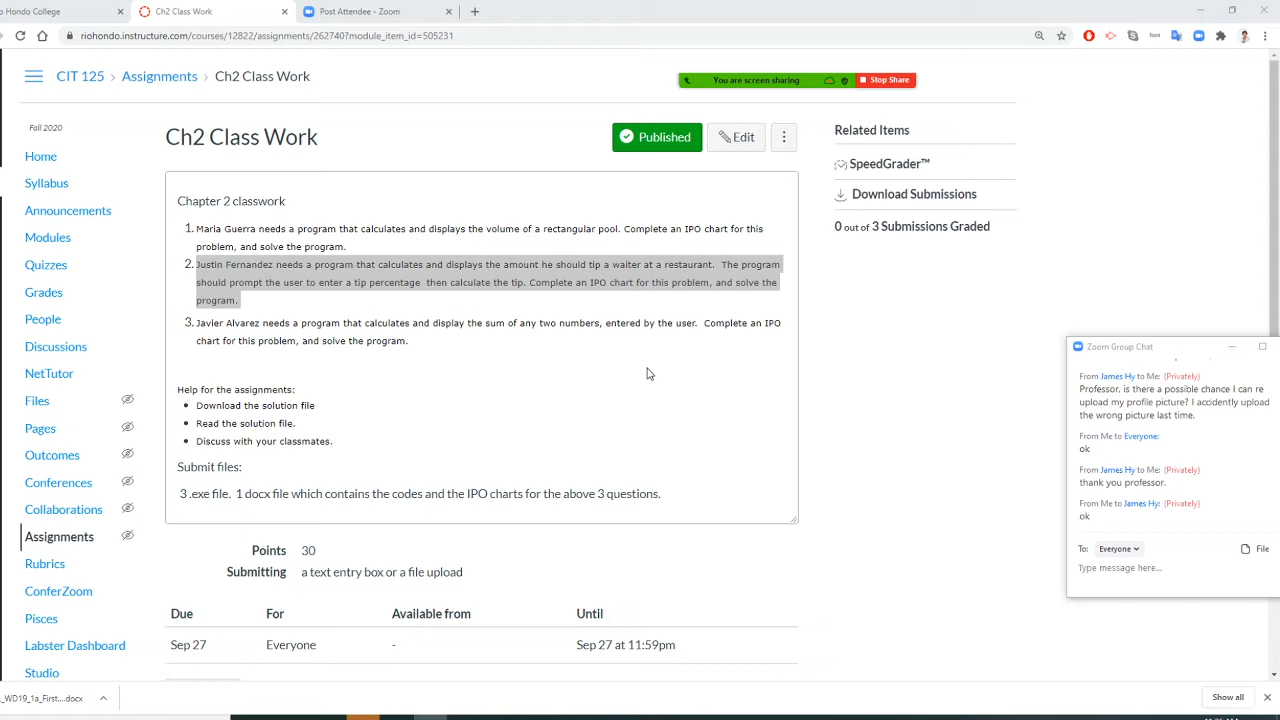 o Hondo College
Ch2 Class Work
Post Attendee - Zoom
riohondo.instructure.com/courses/12822/assignments/262740?module_item_id=505231
font
CIT 125 › Assignments › Ch2 Class Work
You are screen sharing
Stop Share
Fall 2020
Home
Syllabus
Announcements
Modules
Quizzes
Grades
People
Discussions
NetTutor
Files
Pages
Outcomes
Conferences
Collaborations
Assignments
Rubrics
ConferZoom
Pisces
Labster Dashboard
Studio
Ch2 Class Work
Published
Edit
Chapter 2 classwork
1. Maria Guerra needs a program that calculates and displays the volume of a rectangular pool. Complete an IPO chart for this
problem, and solve the program.
2. Justin Fernandez needs a program that calculates and displays the amount he should tip a waiter at a restaurant. The program
should prompt the user to enter a tip percentage then calculate the tip. Complete an IPO chart for this problem, and solve the
program.
3. Javier Alvarez needs a program that calculates and display the sum of any two numbers, entered by the user. Complete an IPO
chart for this problem, and solve the program.
Help for the assignments:
• Download the solution file
• Read the solution file.
• Discuss with your classmates.
Submit files:
3 .exe file. 1 docx file which contains the codes and the IPO charts for the above 3 questions.
Points 30
Submitting a text entry box or a file upload
Due For Available from Until
Sep 27 Everyone - Sep 27 at 11:59pm
Related Items
SpeedGrader™
Download Submissions
0 out of 3 Submissions Graded
Zoom Group Chat
From James Hy to Me: (Privately)
Professor, is there a possible chance I can re
upload my profile picture? I accidently upload
the wrong picture last time.
From Me to Everyone:
ok
From James Hy to Me: (Privately)
thank you professor.
From Me to James Hy: (Privately)
ok
To: Everyone
File
Type message here...
_WD19_1a_First....docx
Show all